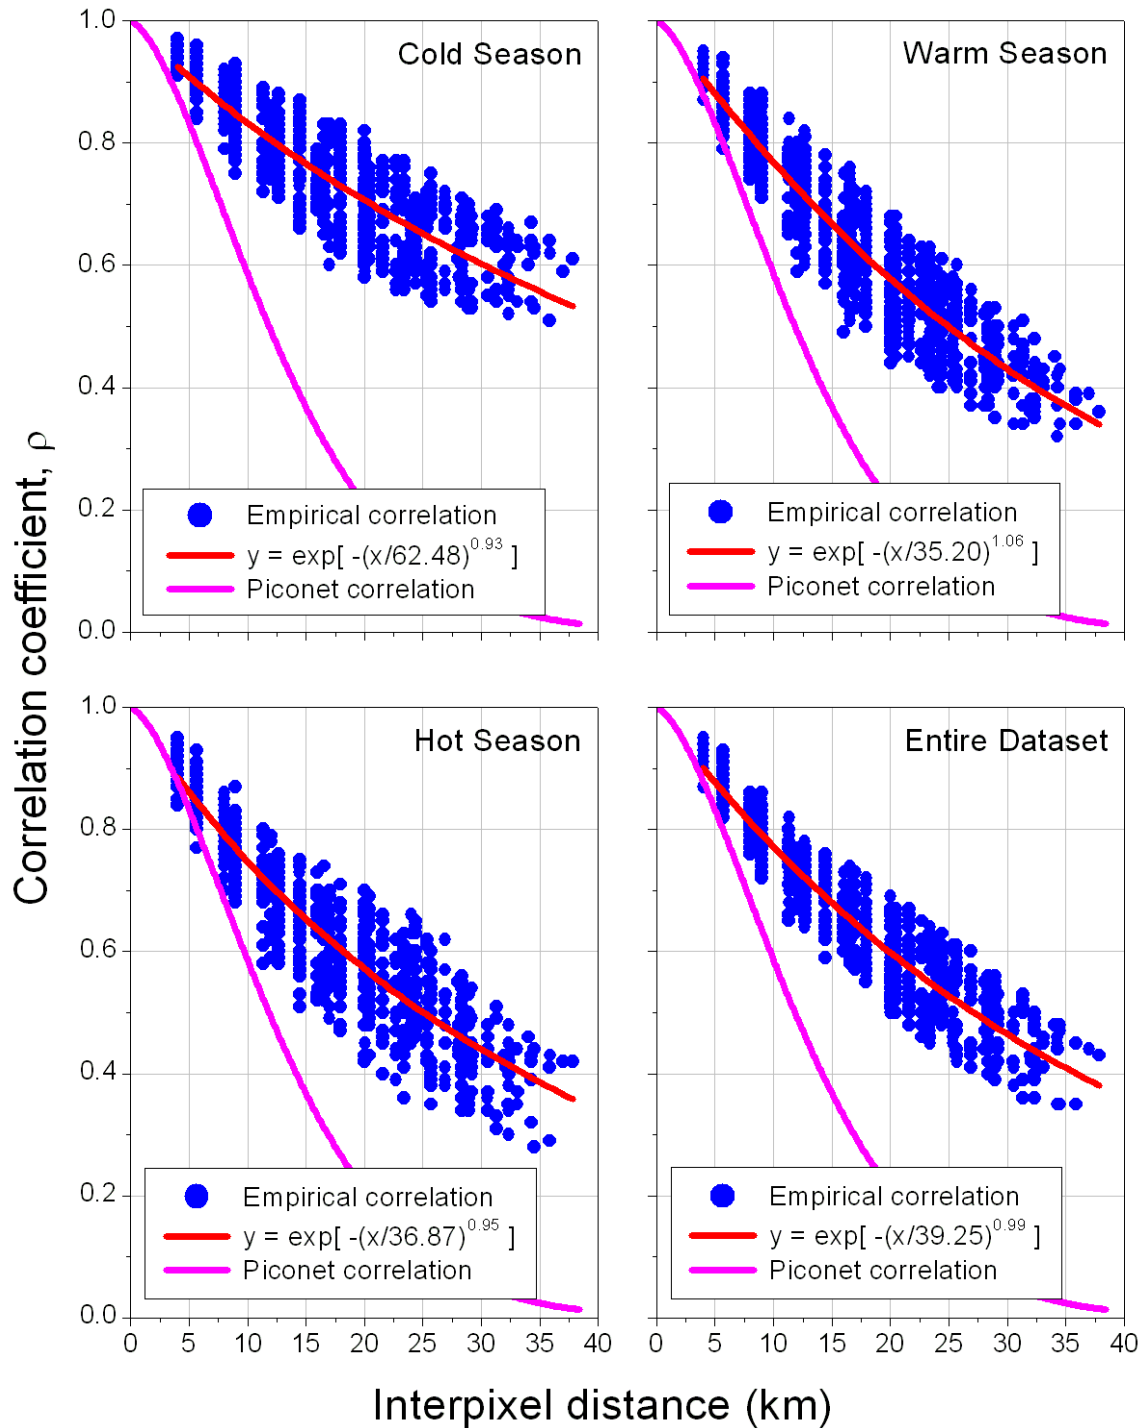 Correlation coefficient, ρ
1.0
0.8
0.6
0.4
0.2
0.0
Cold Season
Empirical correlation
y = exp[ -(x/62.48)^0.93 ]
Piconet correlation
Warm Season
Empirical correlation
y = exp[ -(x/35.20)^1.06 ]
Piconet correlation
1.0
0.8
0.6
0.4
0.2
0.0
Hot Season
Empirical correlation
y = exp[ -(x/36.87)^0.95 ]
Piconet correlation
0 5 10 15 20 25 30 35 40
Entire Dataset
Empirical correlation
y = exp[ -(x/39.25)^0.99 ]
Piconet correlation
0 5 10 15 20 25 30 35 40
Interpixel distance (km)